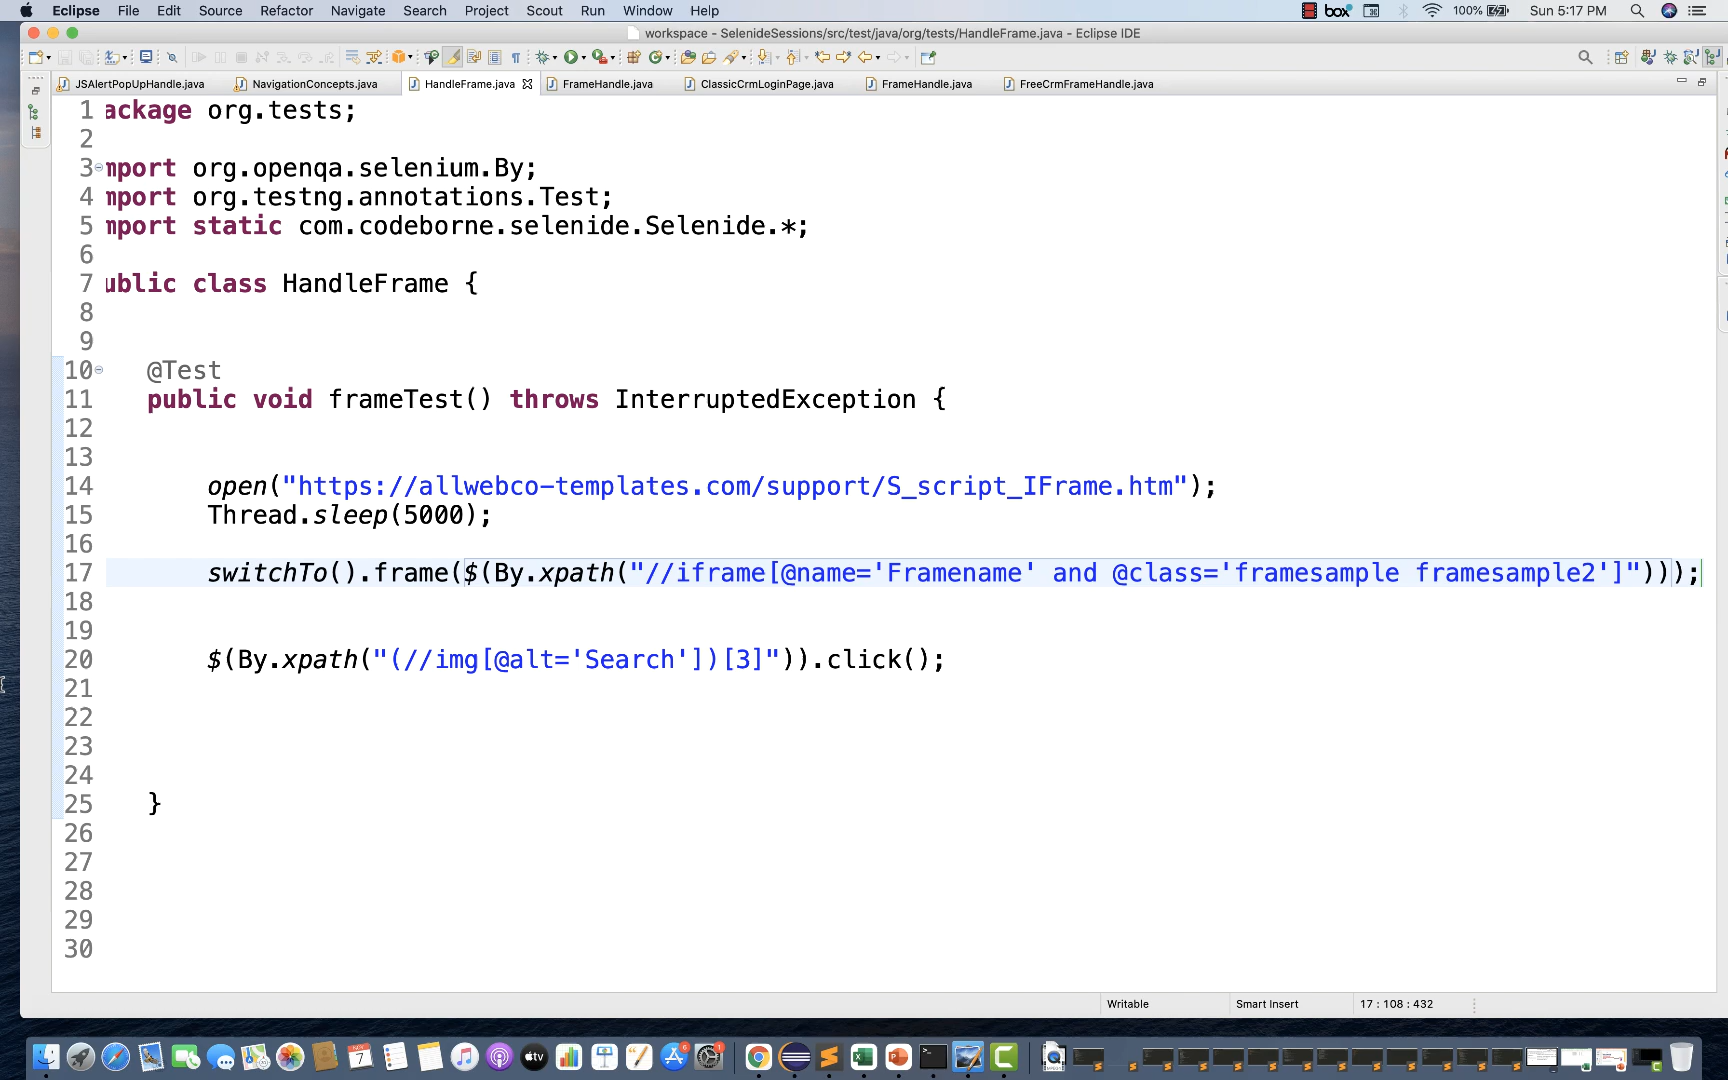 Eclipse File Edit Source Refactor Navigate Search Project Scout Run Window Help box 100% Sun 5:17 PM
workspace - SelenideSessions/src/test/java/org/tests/HandleFrame.java - Eclipse IDE
JSAlertPopUpHandle.java NavigationConcepts.java HandleFrame.java FrameHandle.java ClassicCrmLoginPage.java FrameHandle.java FreeCrmFrameHandle.java
1 ackage org.tests;
2
3 mport org.openqa.selenium.By;
4 mport org.testng.annotations.Test;
5 mport static com.codeborne.selenide.Selenide.*;
6
7 ublic class HandleFrame {
8
9
10 @Test
11 public void frameTest() throws InterruptedException {
12
13
14 open("https://allwebco-templates.com/support/S_script_IFrame.htm");
15 Thread.sleep(5000);
16
17 switchTo().frame($(By.xpath("//iframe[@name='Framename' and @class='framesample framesample2']")));
18
19
20 $(By.xpath("(//img[@alt='Search'])[3]")).click();
21
22
23
24
25 }
26
27
28
29
30
Writable Smart Insert 17 : 108 : 432
7 tv